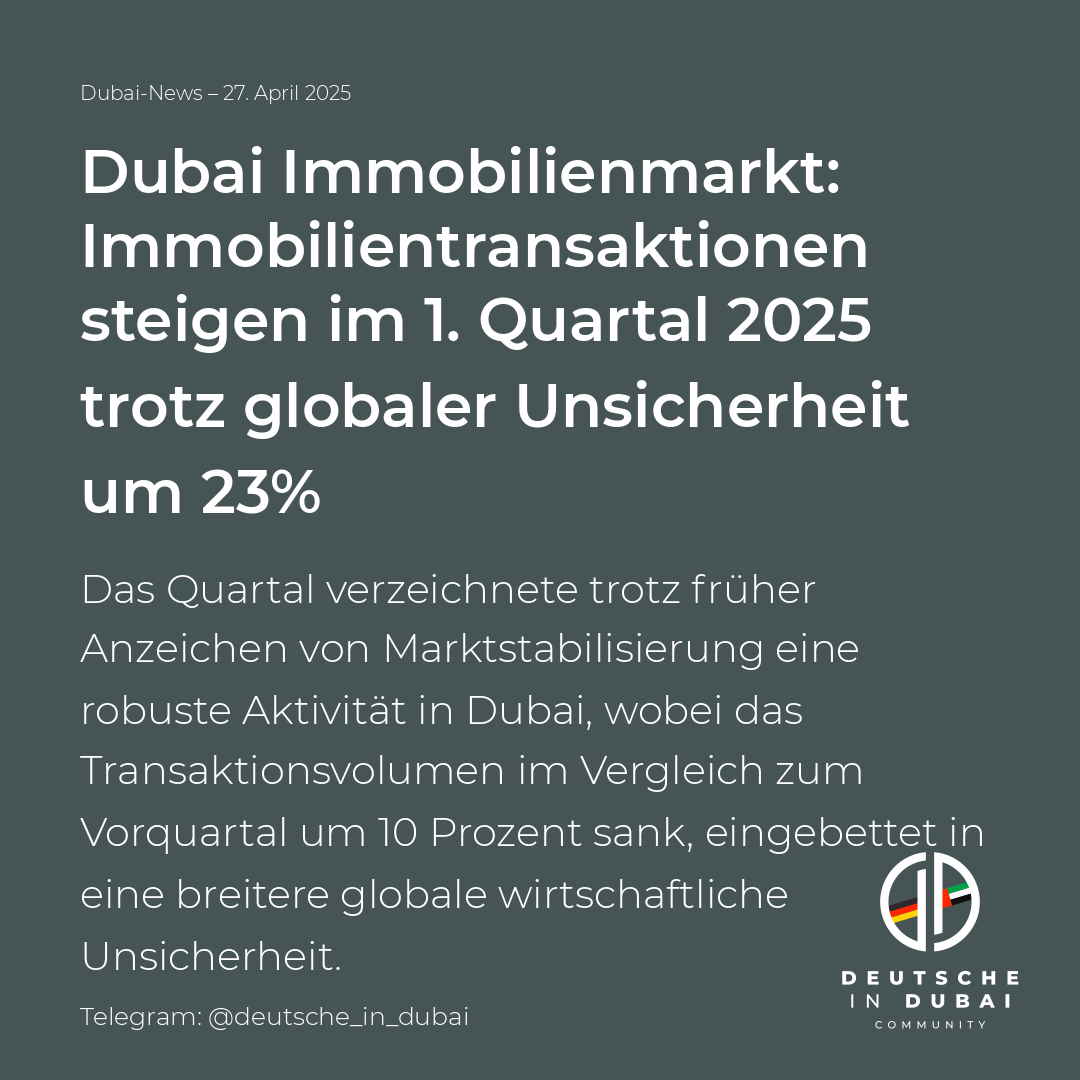 Dubai-News – 27. April 2025
Dubai Immobilienmarkt:
Immobilientransaktionen
steigen im 1. Quartal 2025
trotz globaler Unsicherheit
um 23%
Das Quartal verzeichnete trotz früher
Anzeichen von Marktstabilisierung eine
robuste Aktivität in Dubai, wobei das
Transaktionsvolumen im Vergleich zum
Vorquartal um 10 Prozent sank, eingebettet in
eine breitere globale wirtschaftliche
Unsicherheit.
Telegram: @deutsche_in_dubai
DEUTSCHE
IN DUBAI
COMMUNITY